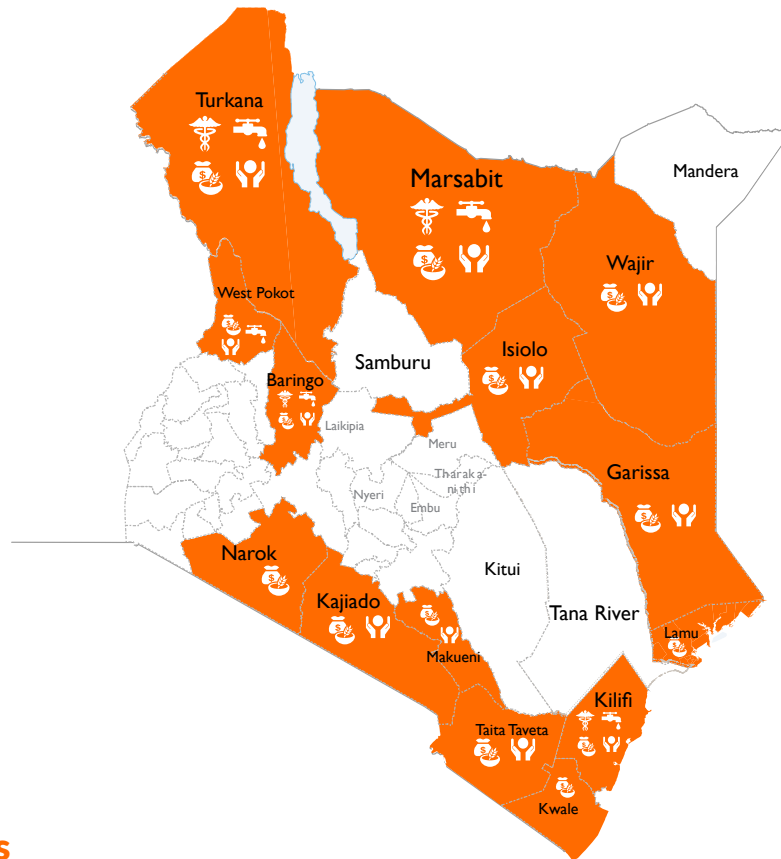 Turkana
Mandera
Marsabit
Wajir
West Pokot
Isiolo
Samburu
Baringo
Laikipia
Meru
Tharaka-
nithi
Garissa
Nyeri
Embu
Narok
Kitui
Kajiado
Tana River
Lamu
Makueni
Kilifi
Taita Taveta
Kwale
s